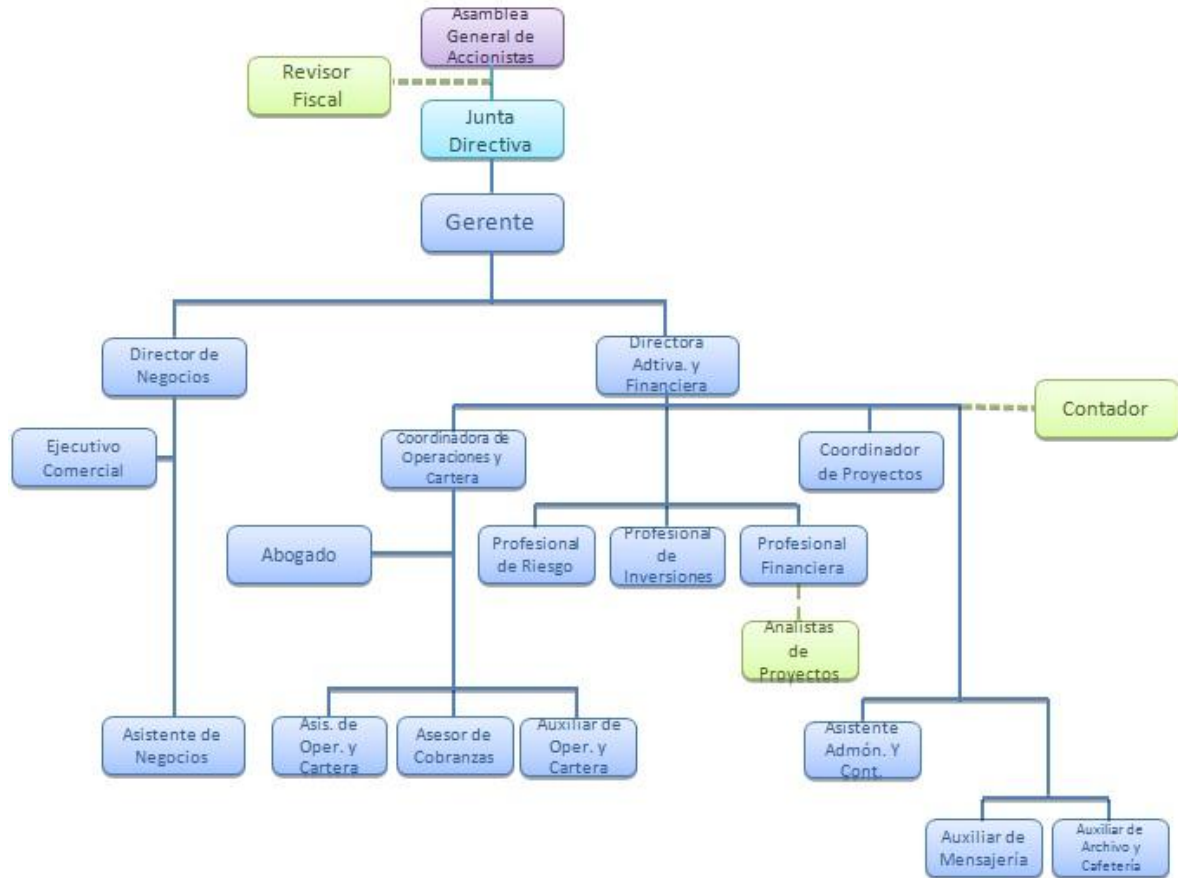 Asamblea
General de
Accionistas
Revisor
Fiscal
Junta
Directiva
Gerente
Director de
Negocios
Directora
Adtiva. y
Financiera
Contador
Ejecutivo
Comercial
Coordinadora de
Operaciones y
Cartera
Coordinador
de Proyectos
Abogado
Profesional
de Riesgo
Profesional
de
Inversiones
Profesional
Financiera
Analistas
de
Proyectos
Asistente de
Negocios
Asis. de
Oper. y
Cartera
Asesor de
Cobranzas
Auxiliar de
Oper. y
Cartera
Asistente
Admón. Y
Cont.
Auxiliar de
Mensajería
Auxiliar de
Archivo y
Cafetería